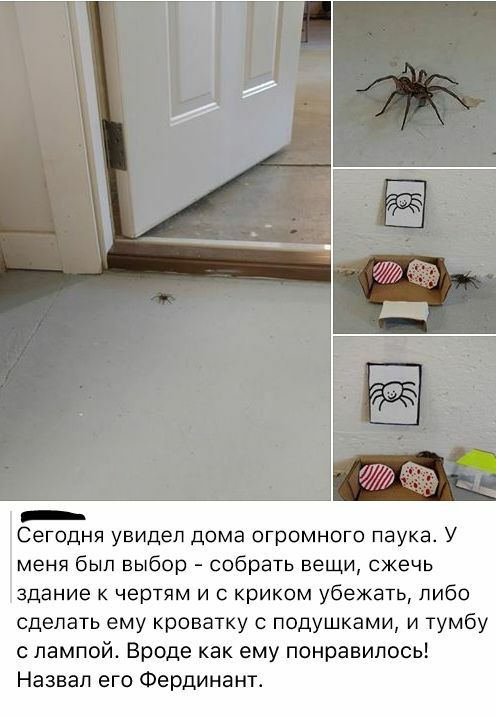 Сегодня увидел дома огромного паука. У
меня был выбор - собрать вещи, сжечь
здание к чертям и с криком убежать, либо
сделать ему кроватку с подушками, и тумбу
с лампой. Вроде как ему понравилось!
Назвал его Фердинант.